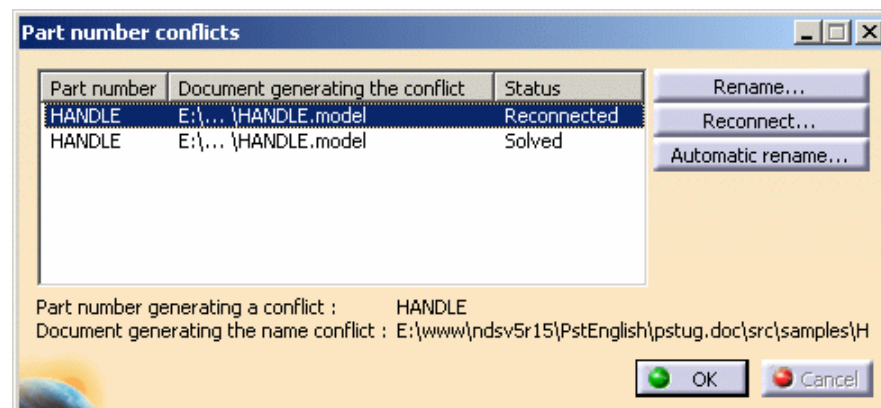 Part number conflicts
Part number Document generating the conflict Status
HANDLE E:\... \HANDLE.model Reconnected
HANDLE E:\... \HANDLE.model Solved
Rename...
Reconnect...
Automatic rename...
Part number generating a conflict : HANDLE
Document generating the name conflict : E:\www\ndsv5r15\PstEnglish\pstug.doc\src\samples\H
OK Cancel